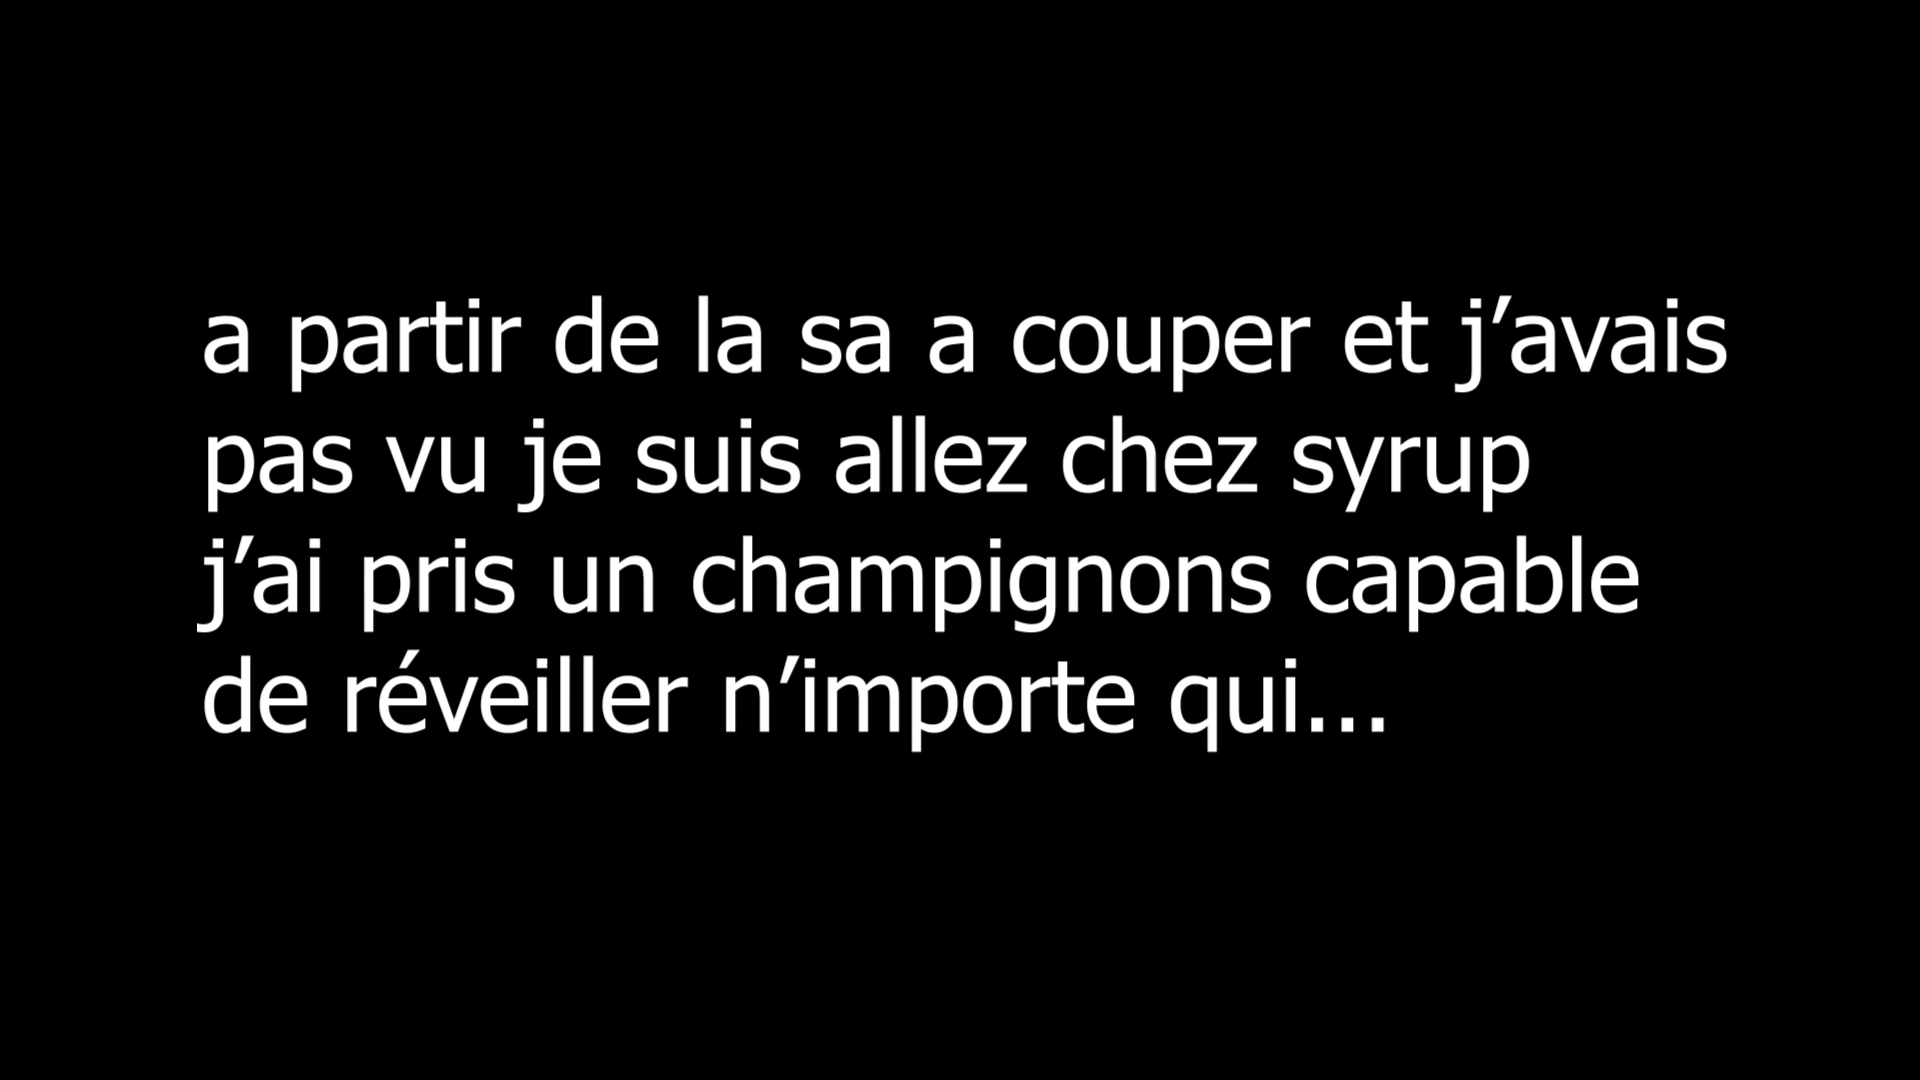 a partir de la sa a couper et j’avais
pas vu je suis allez chez syrup
j’ai pris un champignons capable
de réveiller n’importe qui...